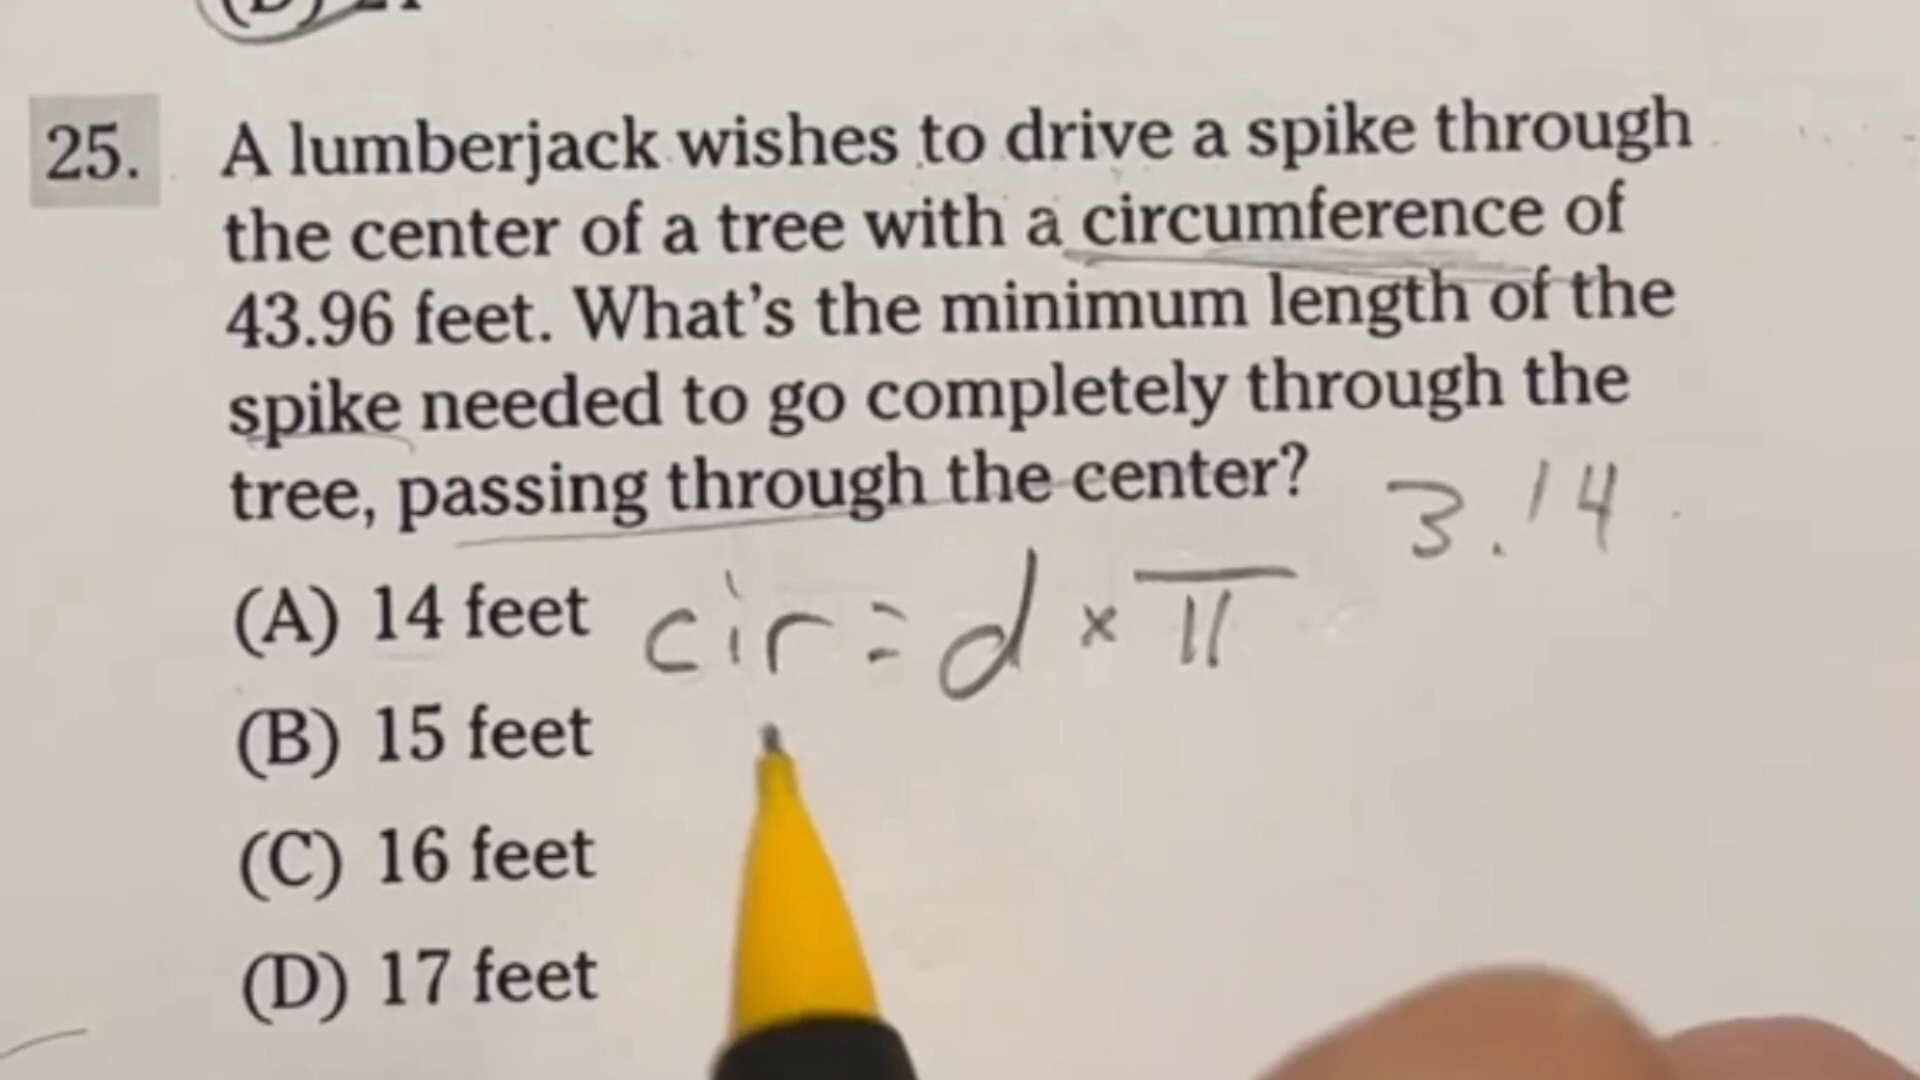 25. A lumberjack wishes to drive a spike through
the center of a tree with a circumference of
43.96 feet. What's the minimum length of the
spike needed to go completely through the
tree, passing through the center?
3.14
(A) 14 feet
cir = d × π
(B) 15 feet
(C) 16 feet
(D) 17 feet